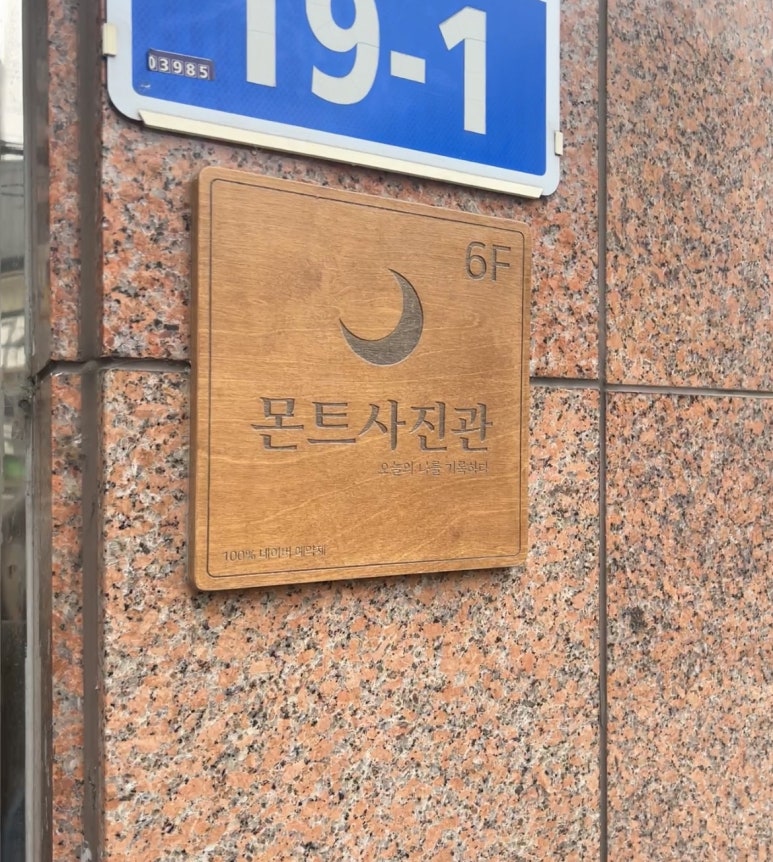 03985
19-1
6F
몬트사진관
오늘의 나를 기록하다
100% 네이버 예약제